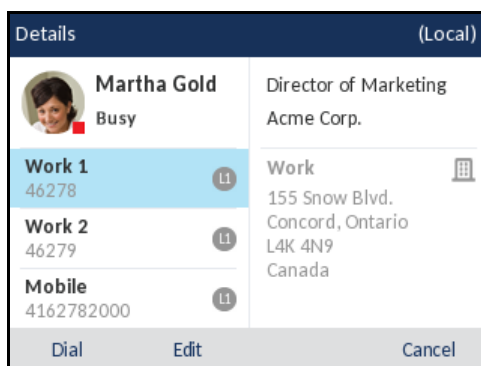 Details (Local)
Martha Gold
Busy
Director of Marketing
Acme Corp.
Work 1
46278
L1
Work 2
46279
L1
Mobile
4162782000
L1
Work
155 Snow Blvd.
Concord, Ontario
L4K 4N9
Canada
Dial Edit Cancel